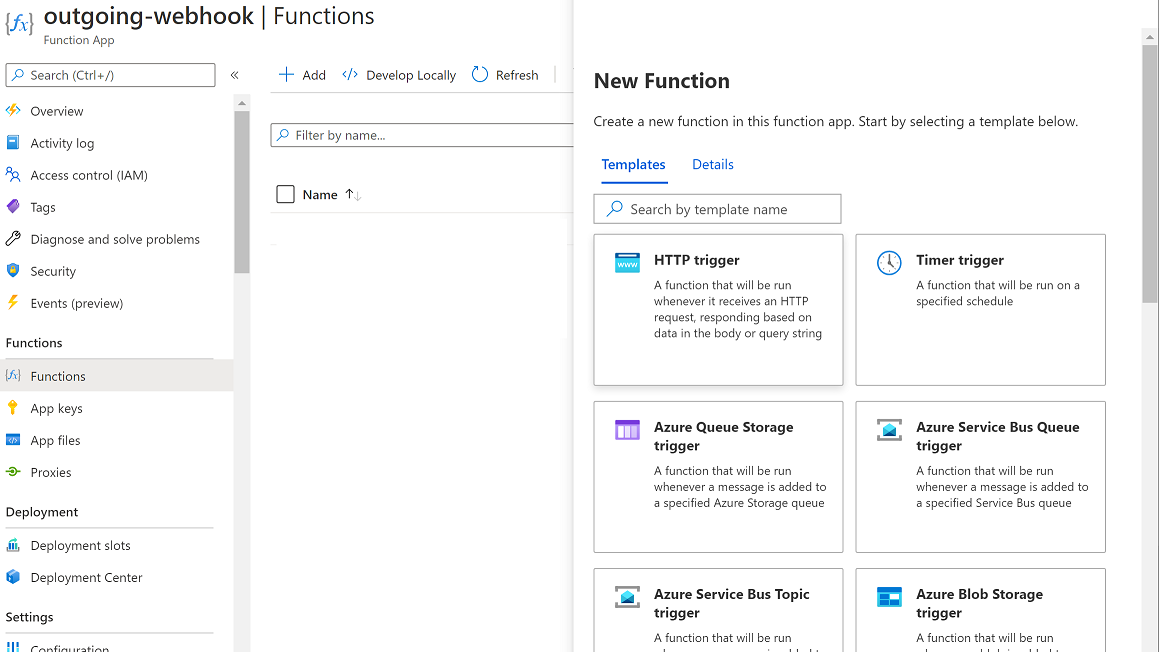 outgoing-webhook | Functions
Function App
Search (Ctrl+/)
«
Overview
Activity log
Access control (IAM)
Tags
Diagnose and solve problems
Security
Events (preview)
Functions
Functions
App keys
App files
Proxies
Deployment
Deployment slots
Deployment Center
Settings
Configuration
Add
Develop Locally
Refresh
Filter by name...
Name ↑↓
New Function
Create a new function in this function app. Start by selecting a template below.
Templates
Details
Search by template name
HTTP trigger
A function that will be run
whenever it receives an HTTP
request, responding based on
data in the body or query string
Timer trigger
A function that will be run on a
specified schedule
Azure Queue Storage
trigger
A function that will be run
whenever a message is added
to a specified Azure Storage queue
Azure Service Bus Queue
trigger
A function that will be run
whenever a message is added to
a specified Service Bus queue
Azure Service Bus Topic
trigger
A function that will be run
Azure Blob Storage
trigger
A function that will be run